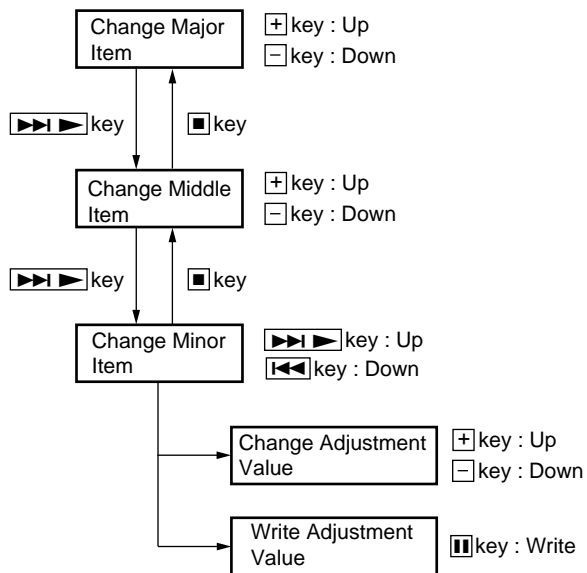 Change Major
Item
+ key : Up
− key : Down
▶▶I ▶ key
■ key
Change Middle
Item
+ key : Up
− key : Down
▶▶I ▶ key
■ key
Change Minor
Item
▶▶I ▶ key : Up
I◀◀ key : Down
Change Adjustment
Value
+ key : Up
− key : Down
Write Adjustment
Value
❚❚ key : Write